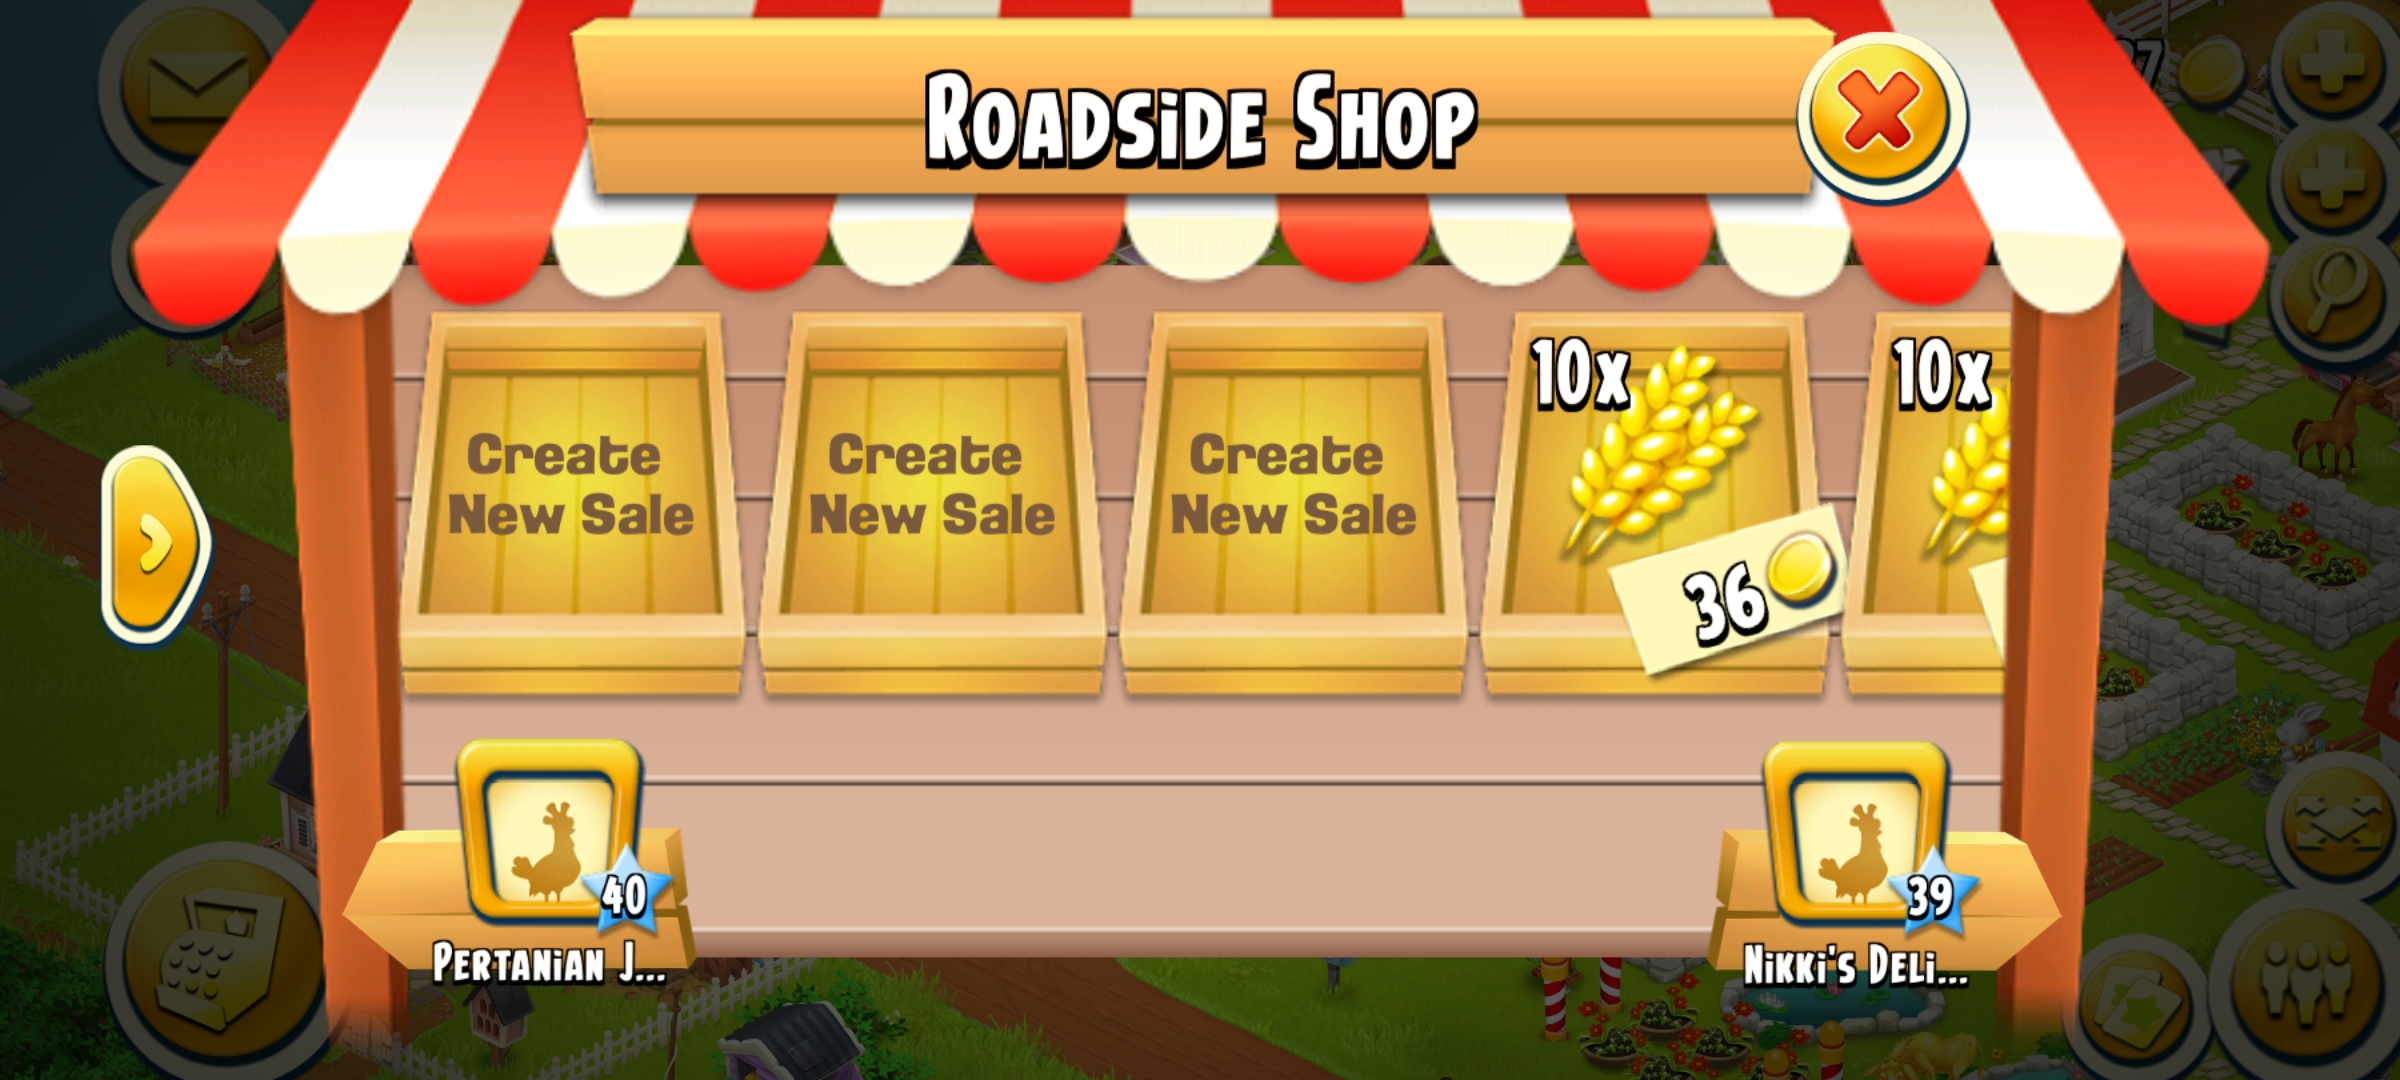 Roadside Shop
Create
New Sale
Create
New Sale
Create
New Sale
10x
36
10x
40
Pertanian J...
39
Nikki's Deli...